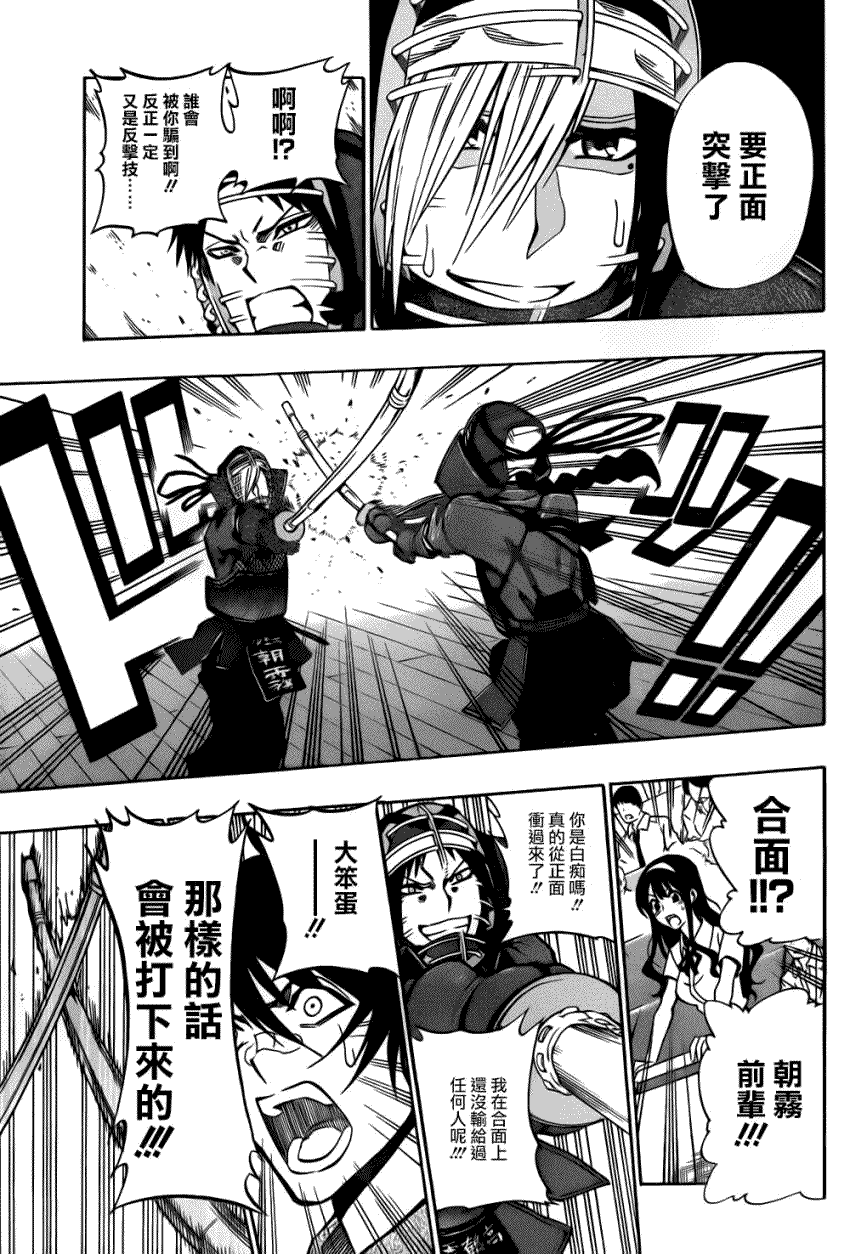 要正面
突擊了
啊
啊!?
誰會
被你騙到啊!!
反正一定
又是反擊技……
朝霧
合面
!!?
朝霧
前輩!!!
你是白痴嗎!!
真的從正面
衝過來了!!
我在合面上
還沒輸給過
任何人呢!!!
大笨蛋
——!!
那樣的話
會被打下來的!!!